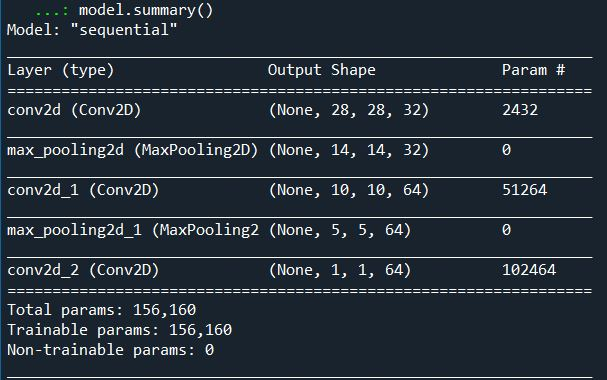 ...: model.summary()
Model: "sequential"
_________________________________________________________________
Layer (type)                 Output Shape              Param #
=================================================================
conv2d (Conv2D)              (None, 28, 28, 32)        2432
_________________________________________________________________
max_pooling2d (MaxPooling2D) (None, 14, 14, 32)        0
_________________________________________________________________
conv2d_1 (Conv2D)            (None, 10, 10, 64)        51264
_________________________________________________________________
max_pooling2d_1 (MaxPooling2 (None, 5, 5, 64)          0
_________________________________________________________________
conv2d_2 (Conv2D)            (None, 1, 1, 64)          102464
=================================================================
Total params: 156,160
Trainable params: 156,160
Non-trainable params: 0
_________________________________________________________________